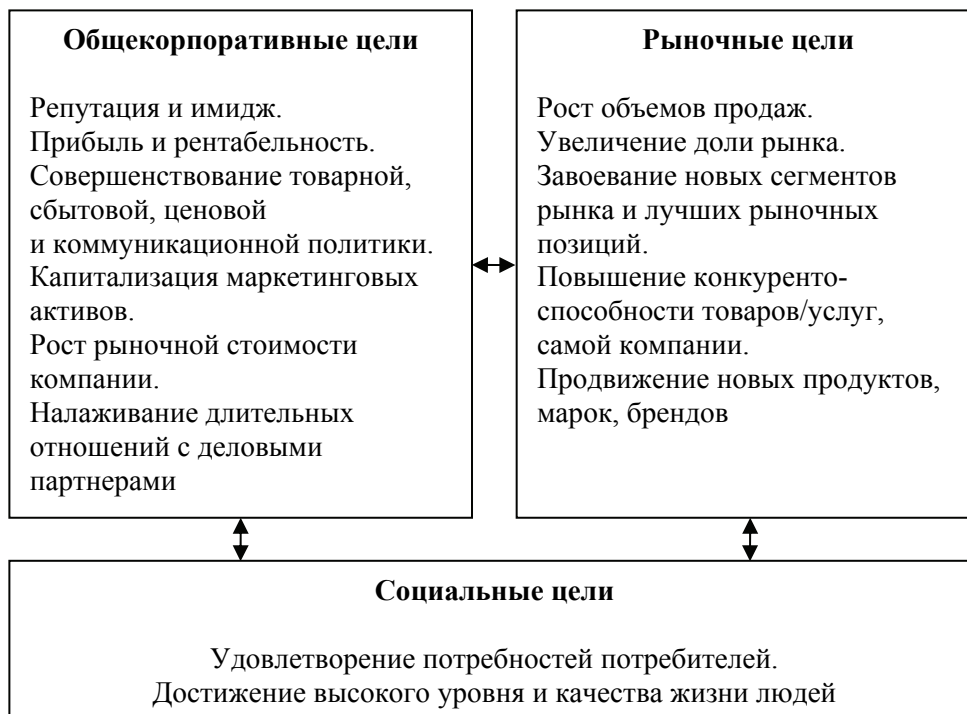 Общекорпоративные цели
Репутация и имидж.
Прибыль и рентабельность.
Совершенствование товарной,
сбытовой, ценовой
и коммуникационной политики.
Капитализация маркетинговых
активов.
Рост рыночной стоимости
компании.
Налаживание длительных
отношений с деловыми
партнерами
Рыночные цели
Рост объемов продаж.
Увеличение доли рынка.
Завоевание новых сегментов
рынка и лучших рыночных
позиций.
Повышение конкуренто-
способности товаров/услуг,
самой компании.
Продвижение новых продуктов,
марок, брендов
Социальные цели
Удовлетворение потребностей потребителей.
Достижение высокого уровня и качества жизни людей